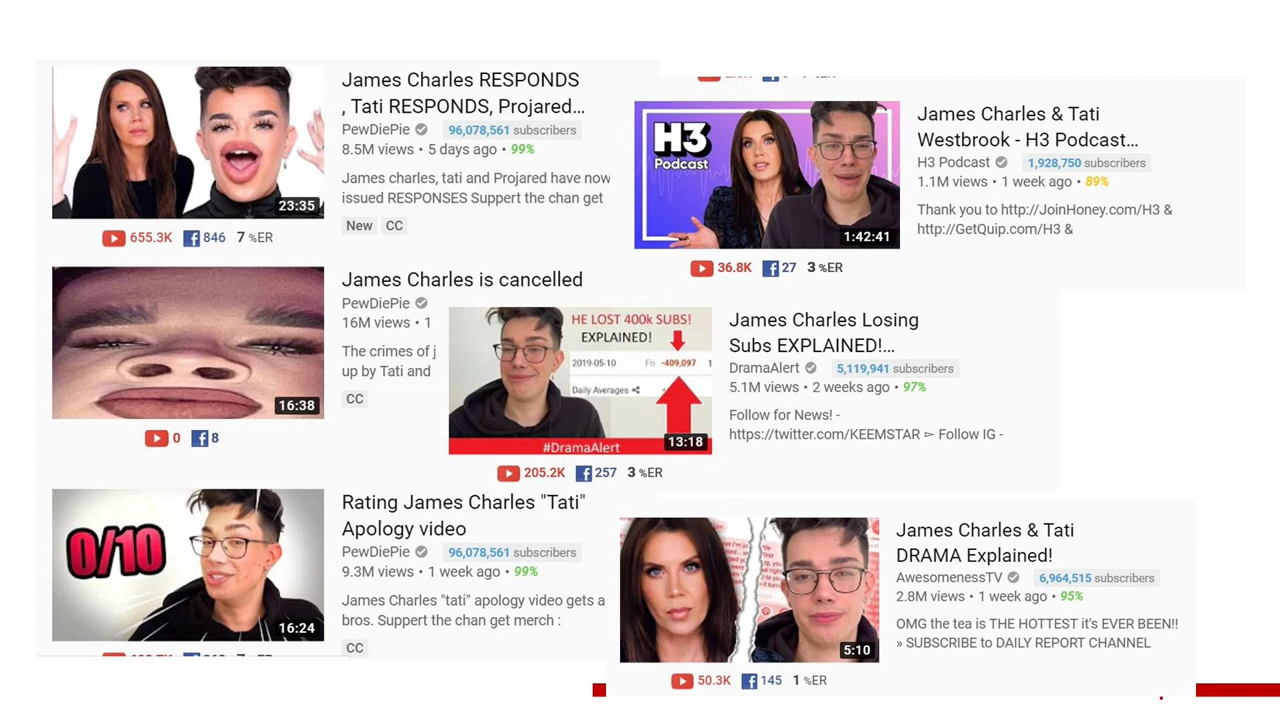 James Charles RESPONDS
, Tati RESPONDS, Projared...
PewDiePie 96,078,561 subscribers
8.5M views • 5 days ago • 99%
James charles, tati and Projared have now
issued RESPONSES Support the chan get
New CC
23:35
655.3K 846 7 %ER
James Charles is cancelled
PewDiePie
16M views • 1
The crimes of j
up by Tati and
CC
16:38
0 8
Rating James Charles "Tati"
Apology video
PewDiePie 96,078,561 subscribers
9.3M views • 1 week ago • 99%
James Charles "tati" apology video gets a
bros. Support the chan get merch :
CC
0/10
16:24
H3
Podcast
1:42:41
James Charles & Tati
Westbrook - H3 Podcast...
H3 Podcast 1,928,750 subscribers
1.1M views • 1 week ago • 89%
Thank you to http://JoinHoney.com/H3 &
http://GetQuip.com/H3 &
36.8K 27 3 %ER
HE LOST 400k SUBS!
EXPLAINED!
2019-05-10 Fri -409,097 1
Daily Averages
#DramaAlert
13:18
James Charles Losing
Subs EXPLAINED!...
DramaAlert 5,119,941 subscribers
5.1M views • 2 weeks ago • 97%
Follow for News! -
https://twitter.com/KEEMSTAR ► Follow IG -
205.2K 257 3 %ER
5:10
James Charles & Tati
DRAMA Explained!
AwesomenessTV 6,964,515 subscribers
2.8M views • 1 week ago • 95%
OMG the tea is THE HOTTEST it's EVER BEEN!!
» SUBSCRIBE to DAILY REPORT CHANNEL
50.3K 145 1 %ER